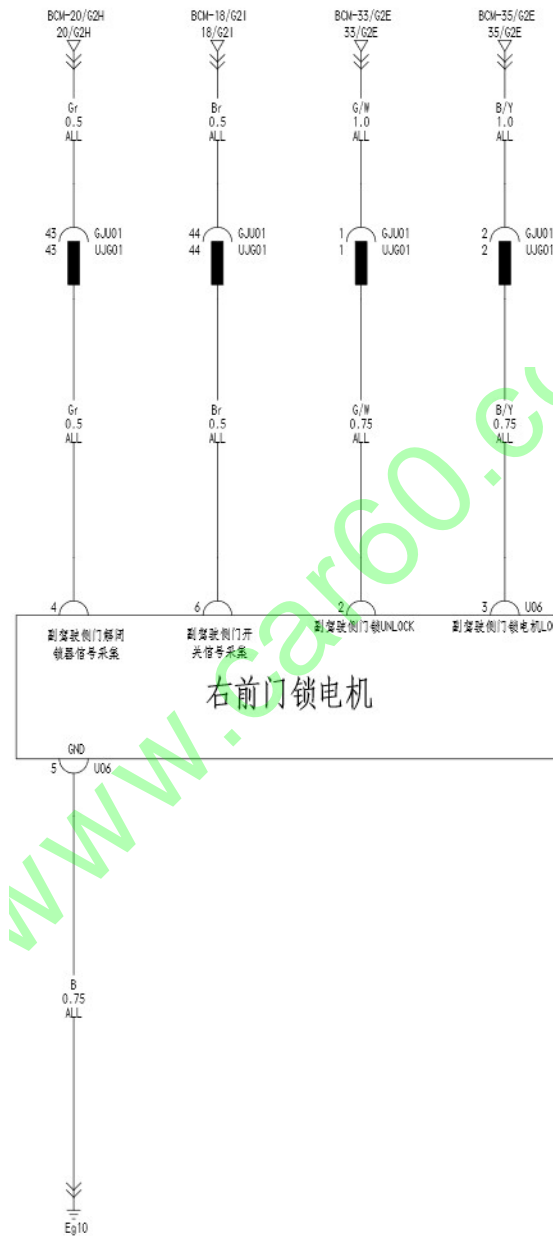 BCM-20/G2H BCM-18/G2I BCM-33/G2E BCM-35/G2E
20/G2H 18/G2I 33/G2E 35/G2E
Gr Br G/W B/Y
0.5 0.5 1.0 1.0
ALL ALL ALL ALL
43 GJU01 44 GJU01 1 GJU01 2 GJU01
43 UJG01 44 UJG01 1 UJG01 2 UJG01
Gr Br G/W B/Y
0.5 0.5 0.75 0.75
ALL ALL ALL ALL
4 6 2 3 U06
副驾驶侧门解闭 副驾驶侧门开 副驾驶侧门锁UNLOCK 副驾驶侧门锁电机LO
锁器信号采集 关信号采集
右前门锁电机
GND
5 U06
B
0.75
ALL
Eg10
www.car60.c